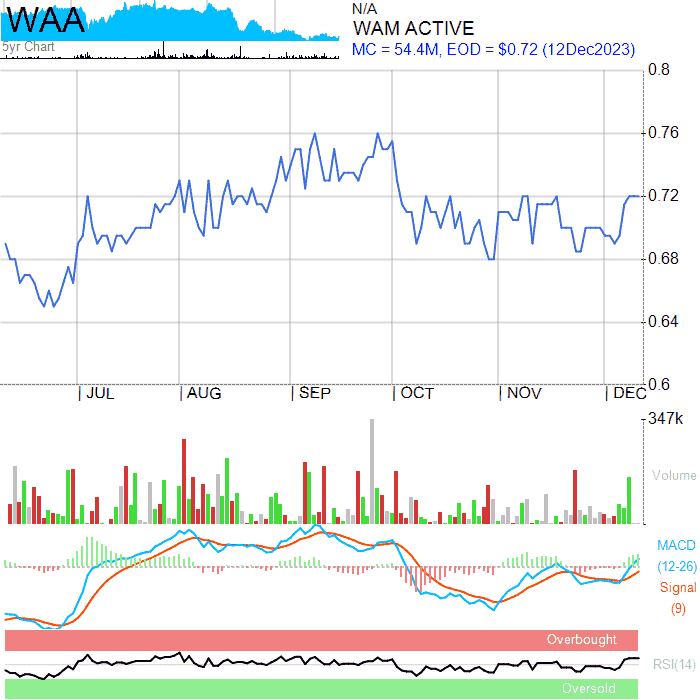 WAA
5yr Chart
N/A
WAM ACTIVE
MC = 54.4M, EOD = $0.72 (12Dec2023)
0.8
0.76
0.72
0.68
0.64
0.6
JUL
AUG
SEP
OCT
NOV
DEC
347k
Volume
MACD
(12-26)
Signal
(9)
Overbought
RSI(14)
Oversold